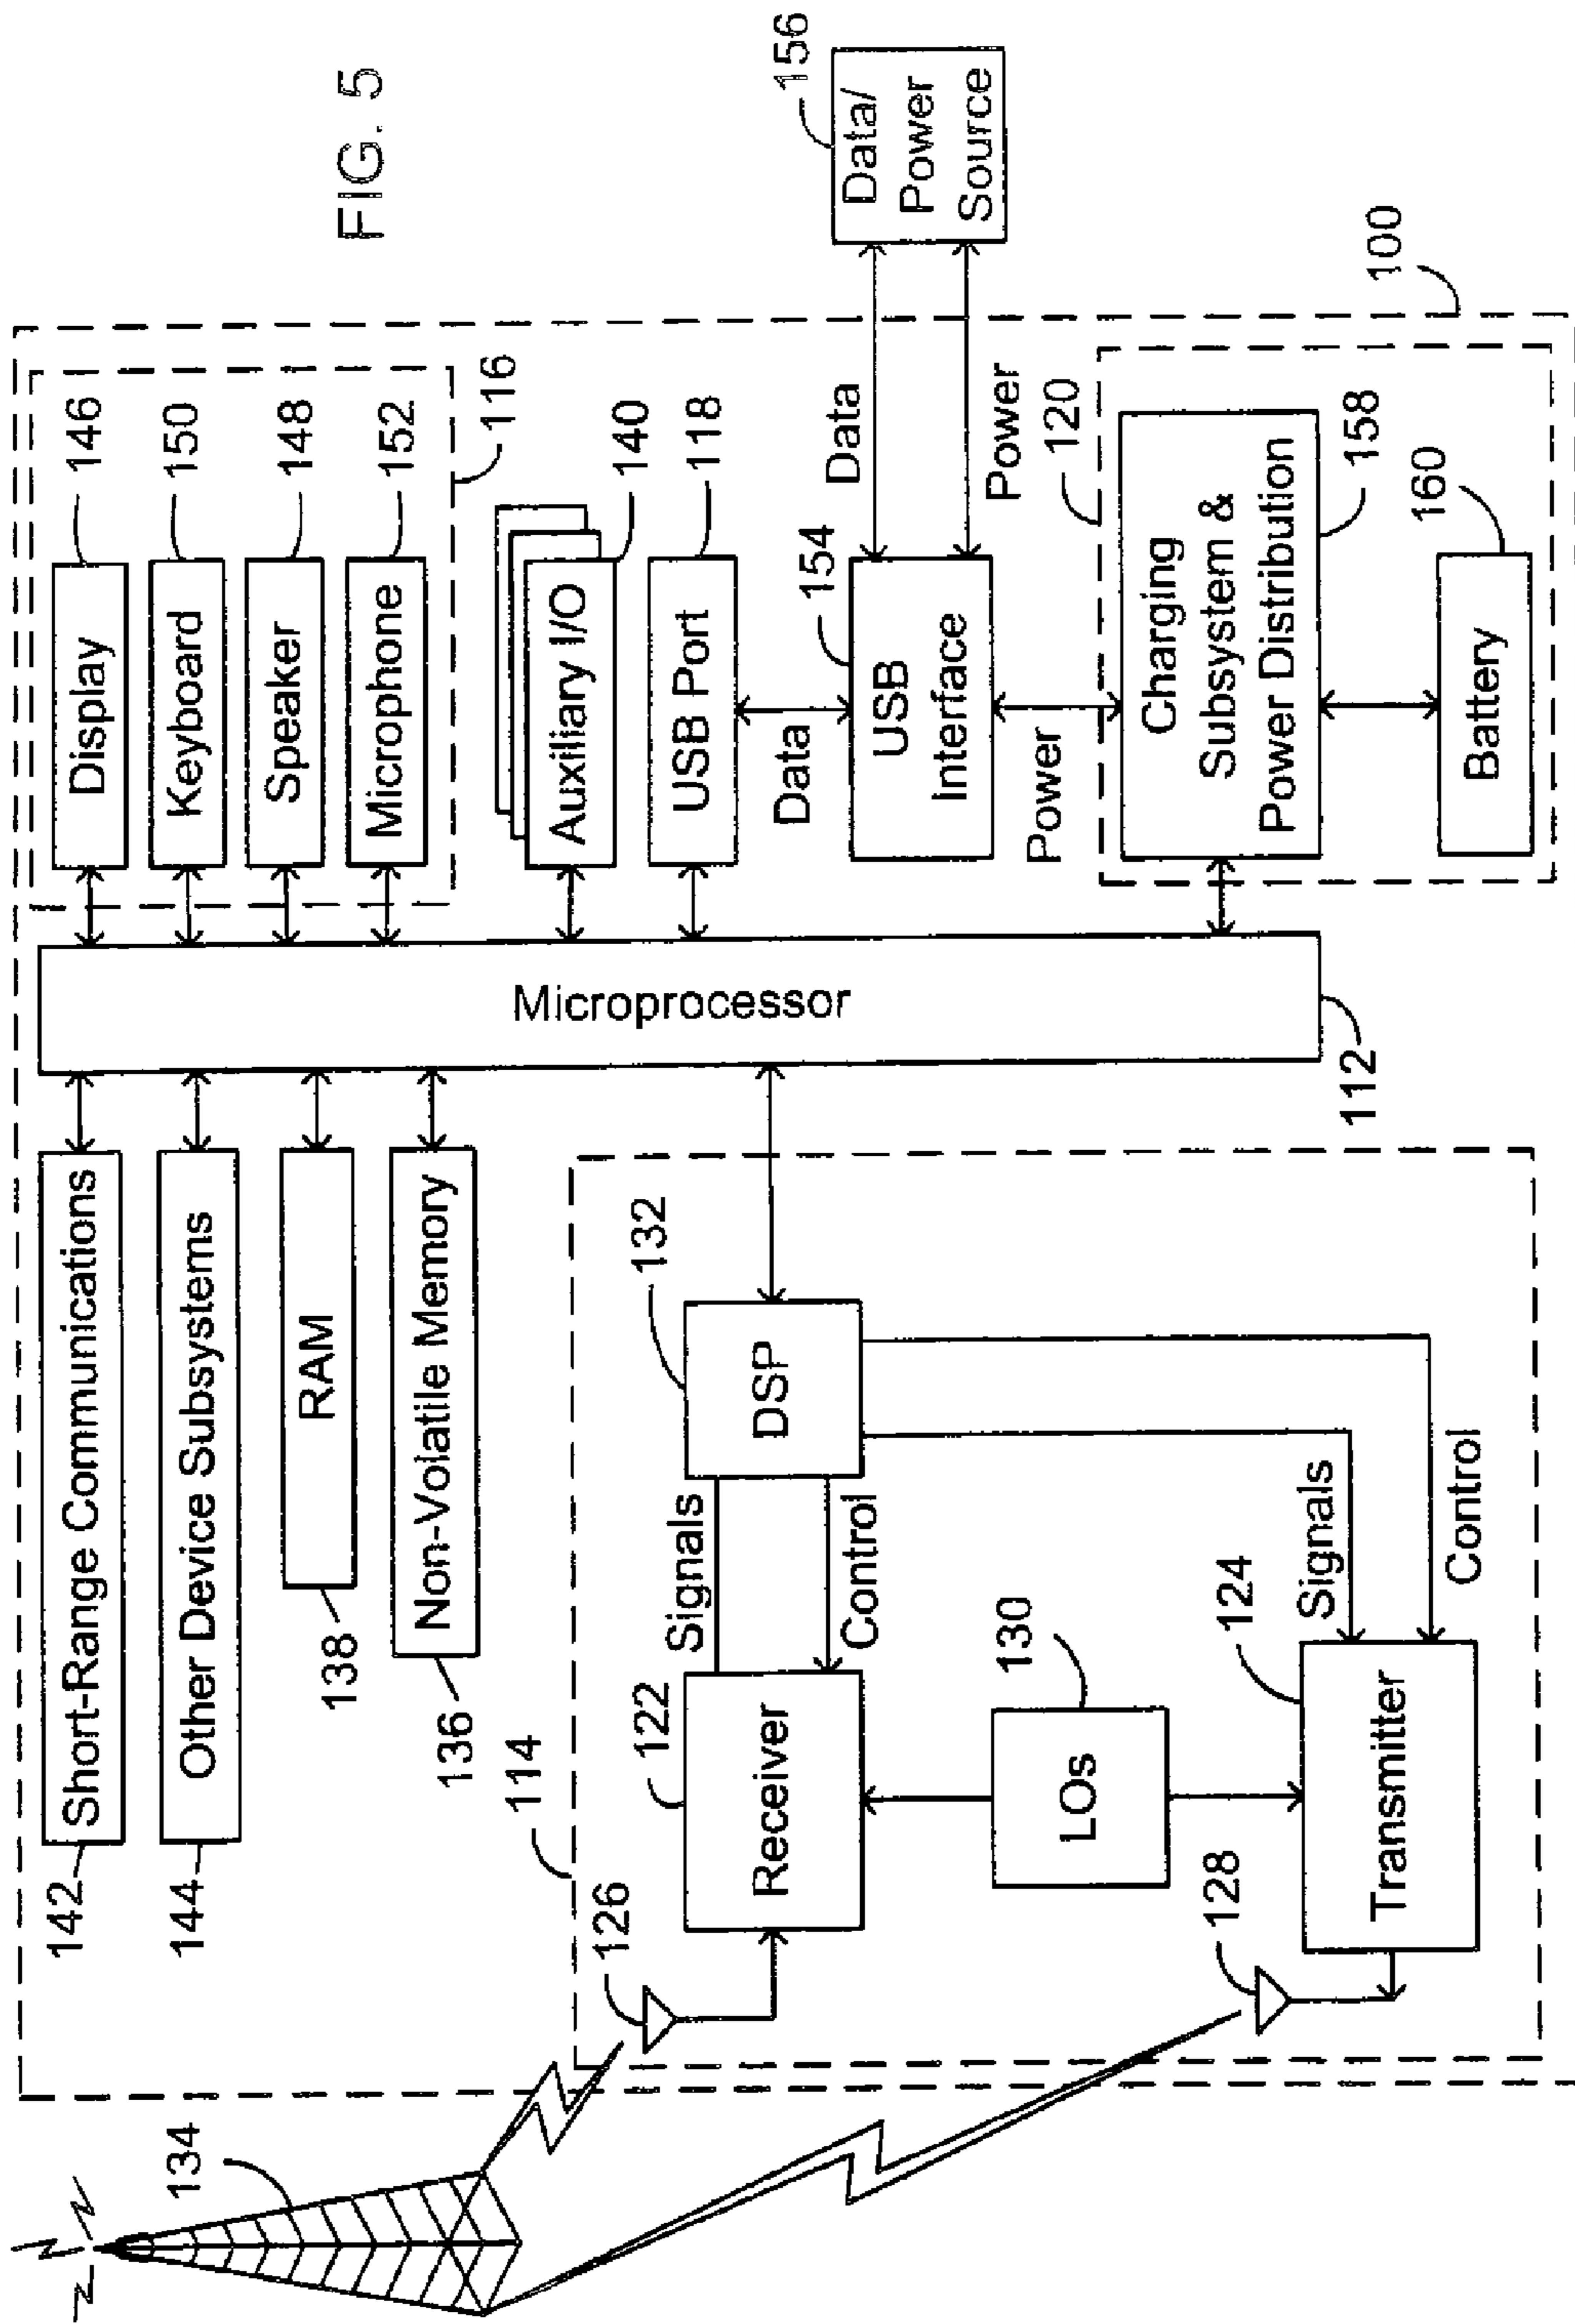 FIG. 5
134
142
Short-Range Communications
144
Other Device Subsystems
138
RAM
136
Non-Volatile Memory
114
126
122
Receiver
Signals
Control
132
DSP
130
LOs
128
124
Transmitter
Signals
Control
Microprocessor
112
Display
146
Keyboard
150
Speaker
148
Microphone
152
116
Auxiliary I/O
140
USB Port
118
Data
154
USB
Interface
Data
Power
156
Data/
Power
Source
Power
120
Charging
Subsystem &
Power Distribution
158
Battery
160
100